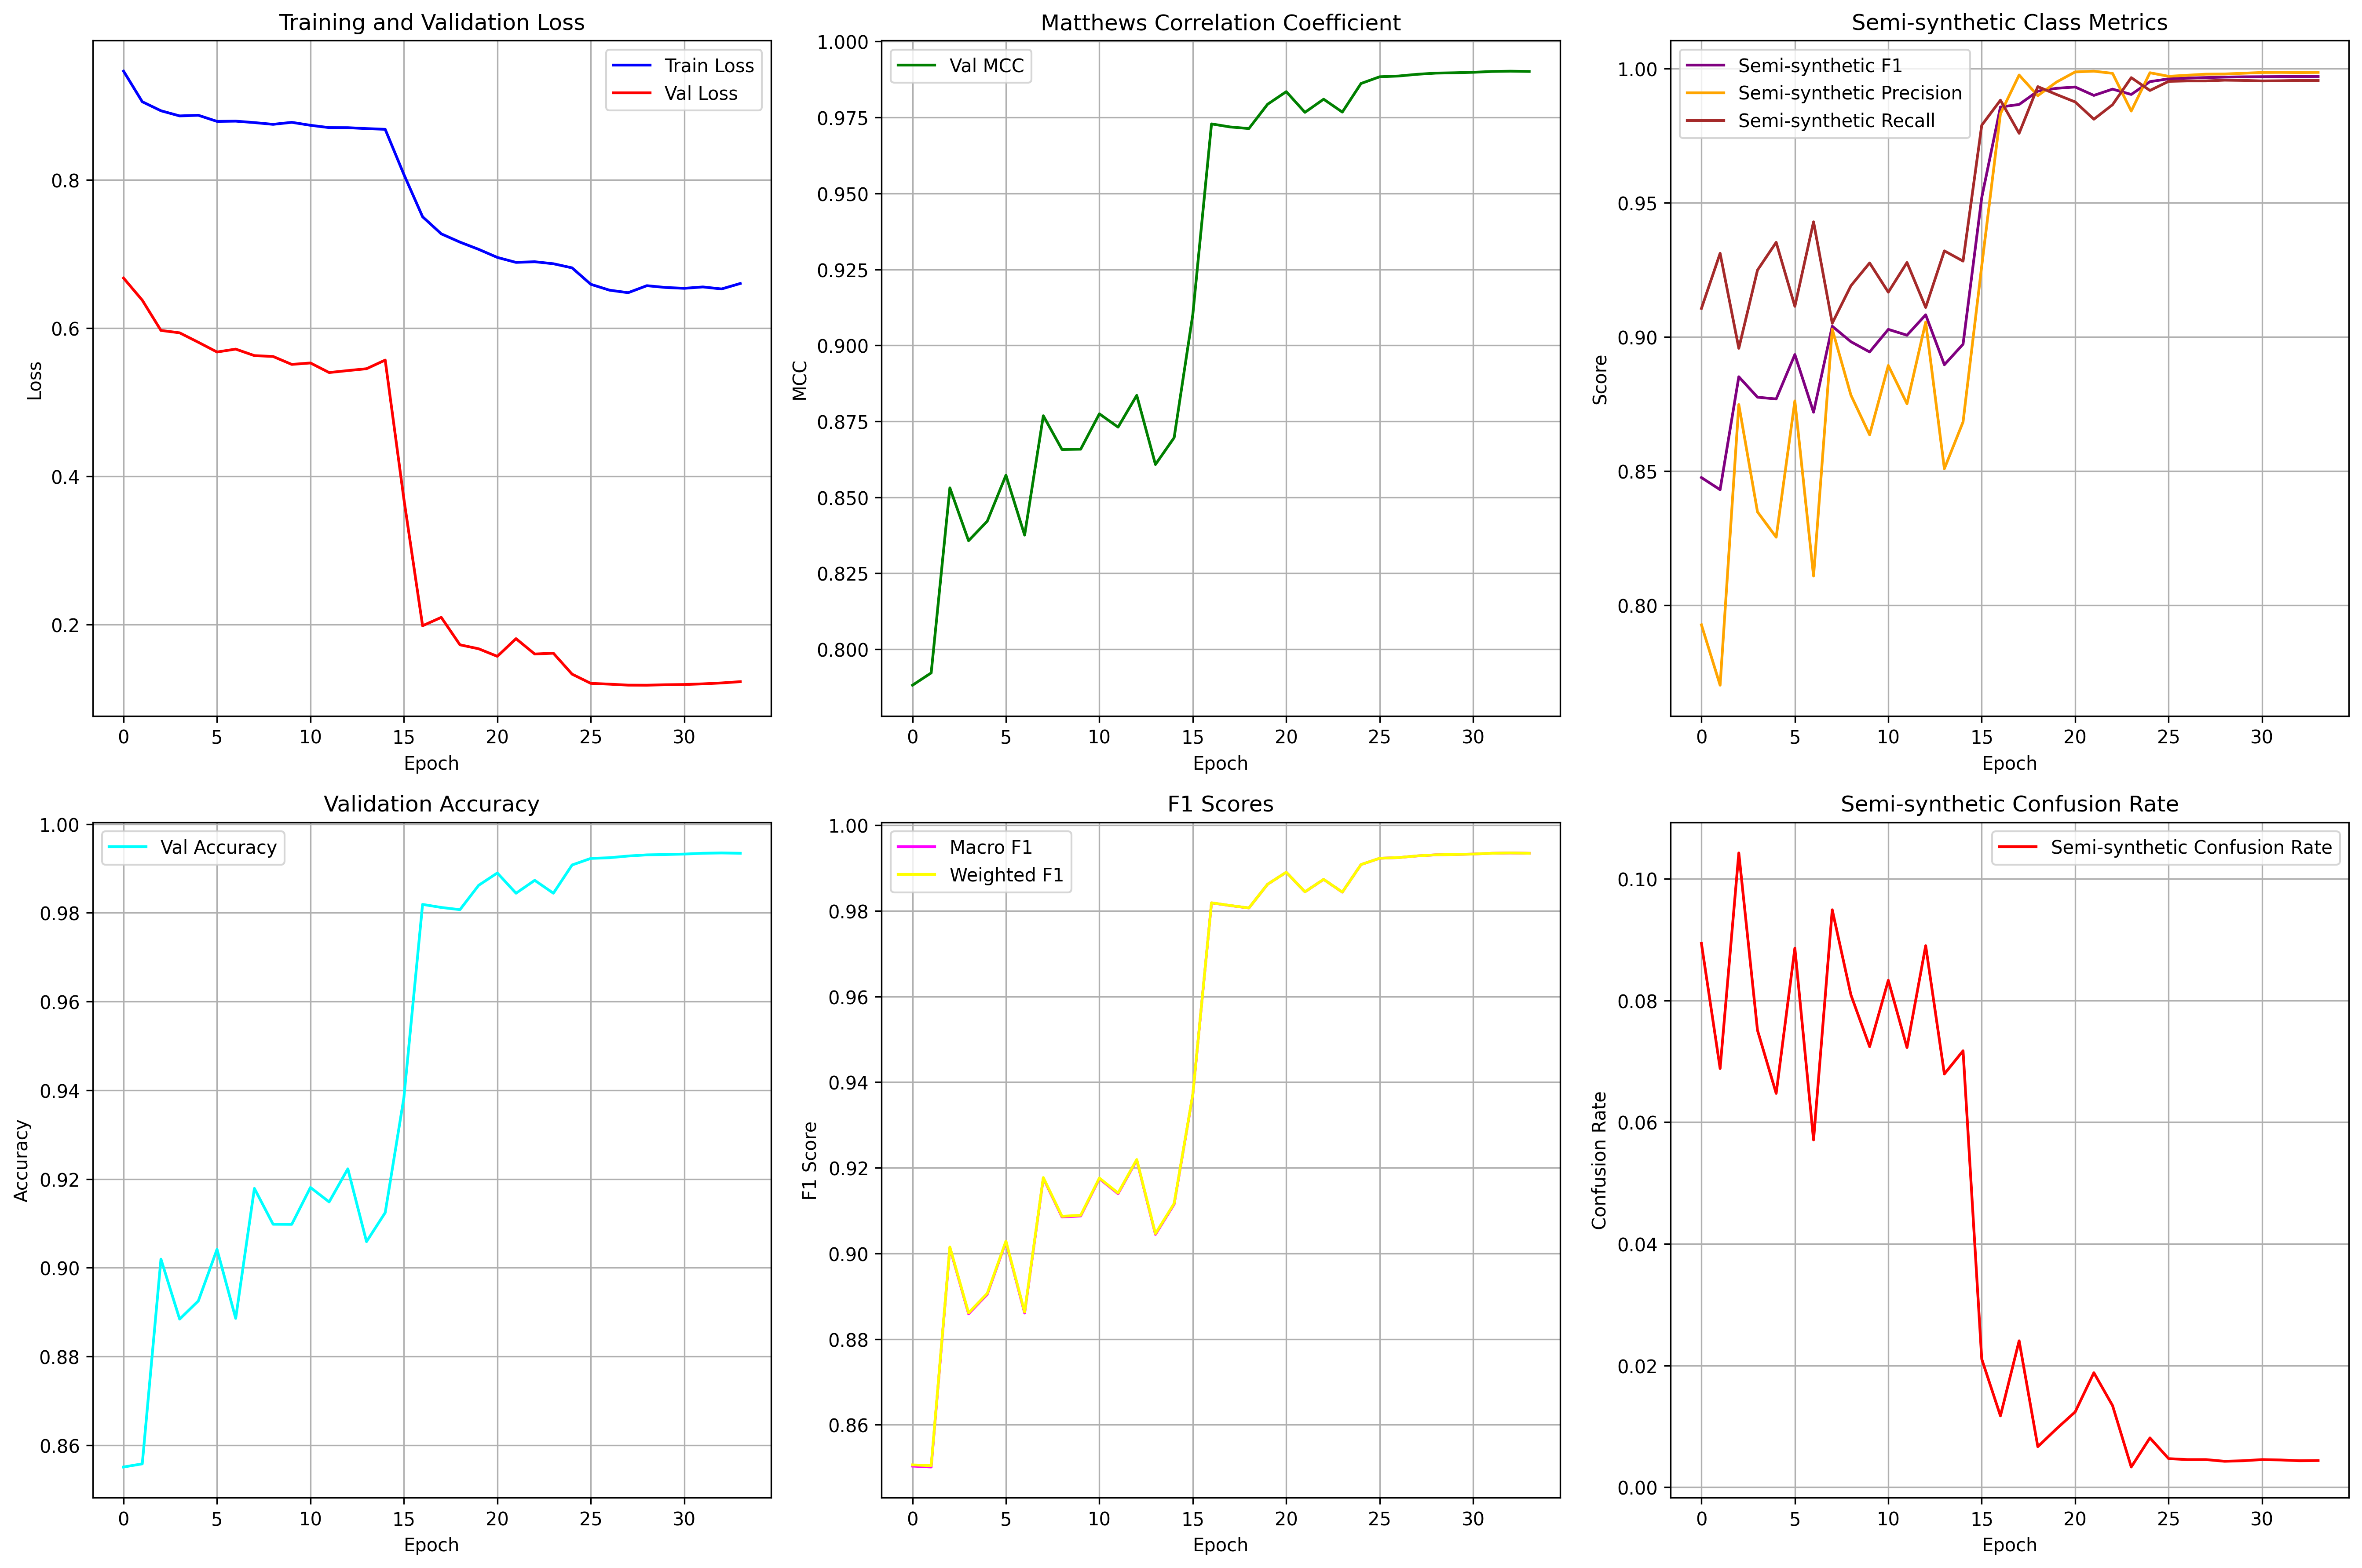 Training and Validation Loss
Train Loss
Val Loss
0.8
0.6
0.4
0.2
Loss
0 5 10 15 20 25 30
Epoch
Matthews Correlation Coefficient
Val MCC
1.000
0.975
0.950
0.925
0.900
0.875
0.850
0.825
0.800
MCC
0 5 10 15 20 25 30
Epoch
Semi-synthetic Class Metrics
Semi-synthetic F1
Semi-synthetic Precision
Semi-synthetic Recall
1.00
0.95
0.90
0.85
0.80
Score
0 5 10 15 20 25 30
Epoch
Validation Accuracy
Val Accuracy
1.00
0.98
0.96
0.94
0.92
0.90
0.88
0.86
Accuracy
0 5 10 15 20 25 30
Epoch
F1 Scores
Macro F1
Weighted F1
1.00
0.98
0.96
0.94
0.92
0.90
0.88
0.86
F1 Score
0 5 10 15 20 25 30
Epoch
Semi-synthetic Confusion Rate
Semi-synthetic Confusion Rate
0.10
0.08
0.06
0.04
0.02
0.00
Confusion Rate
0 5 10 15 20 25 30
Epoch